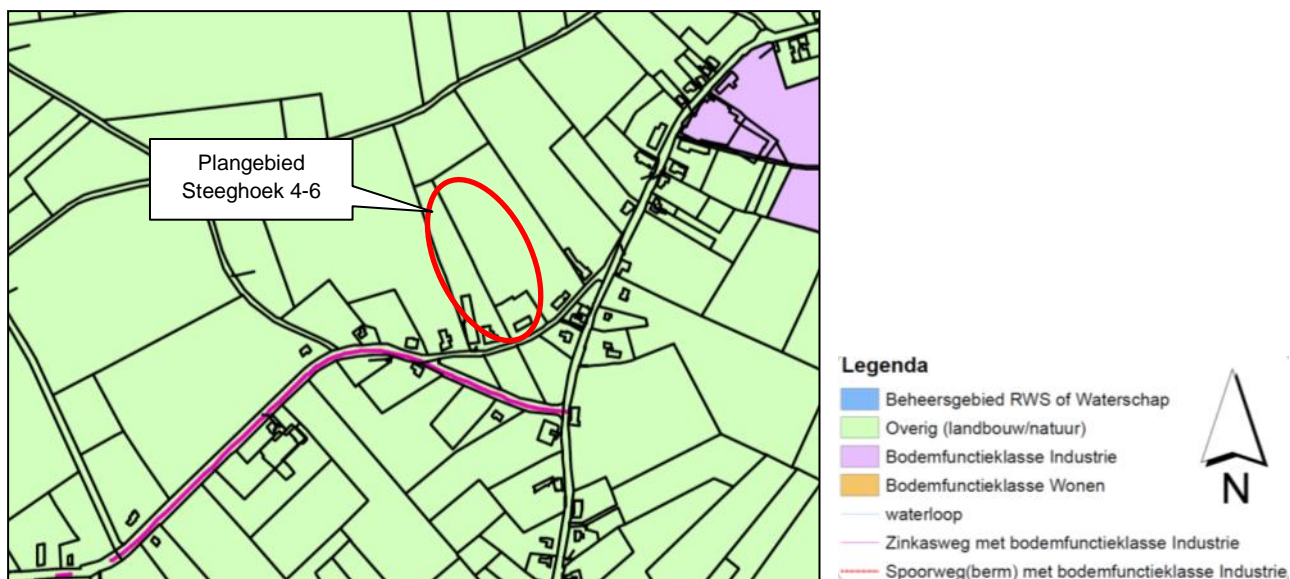 Plangebied
Steeghoek 4-6
Legenda
Beheersgebied RWS of Waterschap
Overig (landbouw/natuur)
Bodemfunctieklasse Industrie
Bodemfunctieklasse Wonen
waterloop
Zinkasweg met bodemfunctieklasse Industrie
Spoorweg(berm) met bodemfunctieklasse Industrie
N